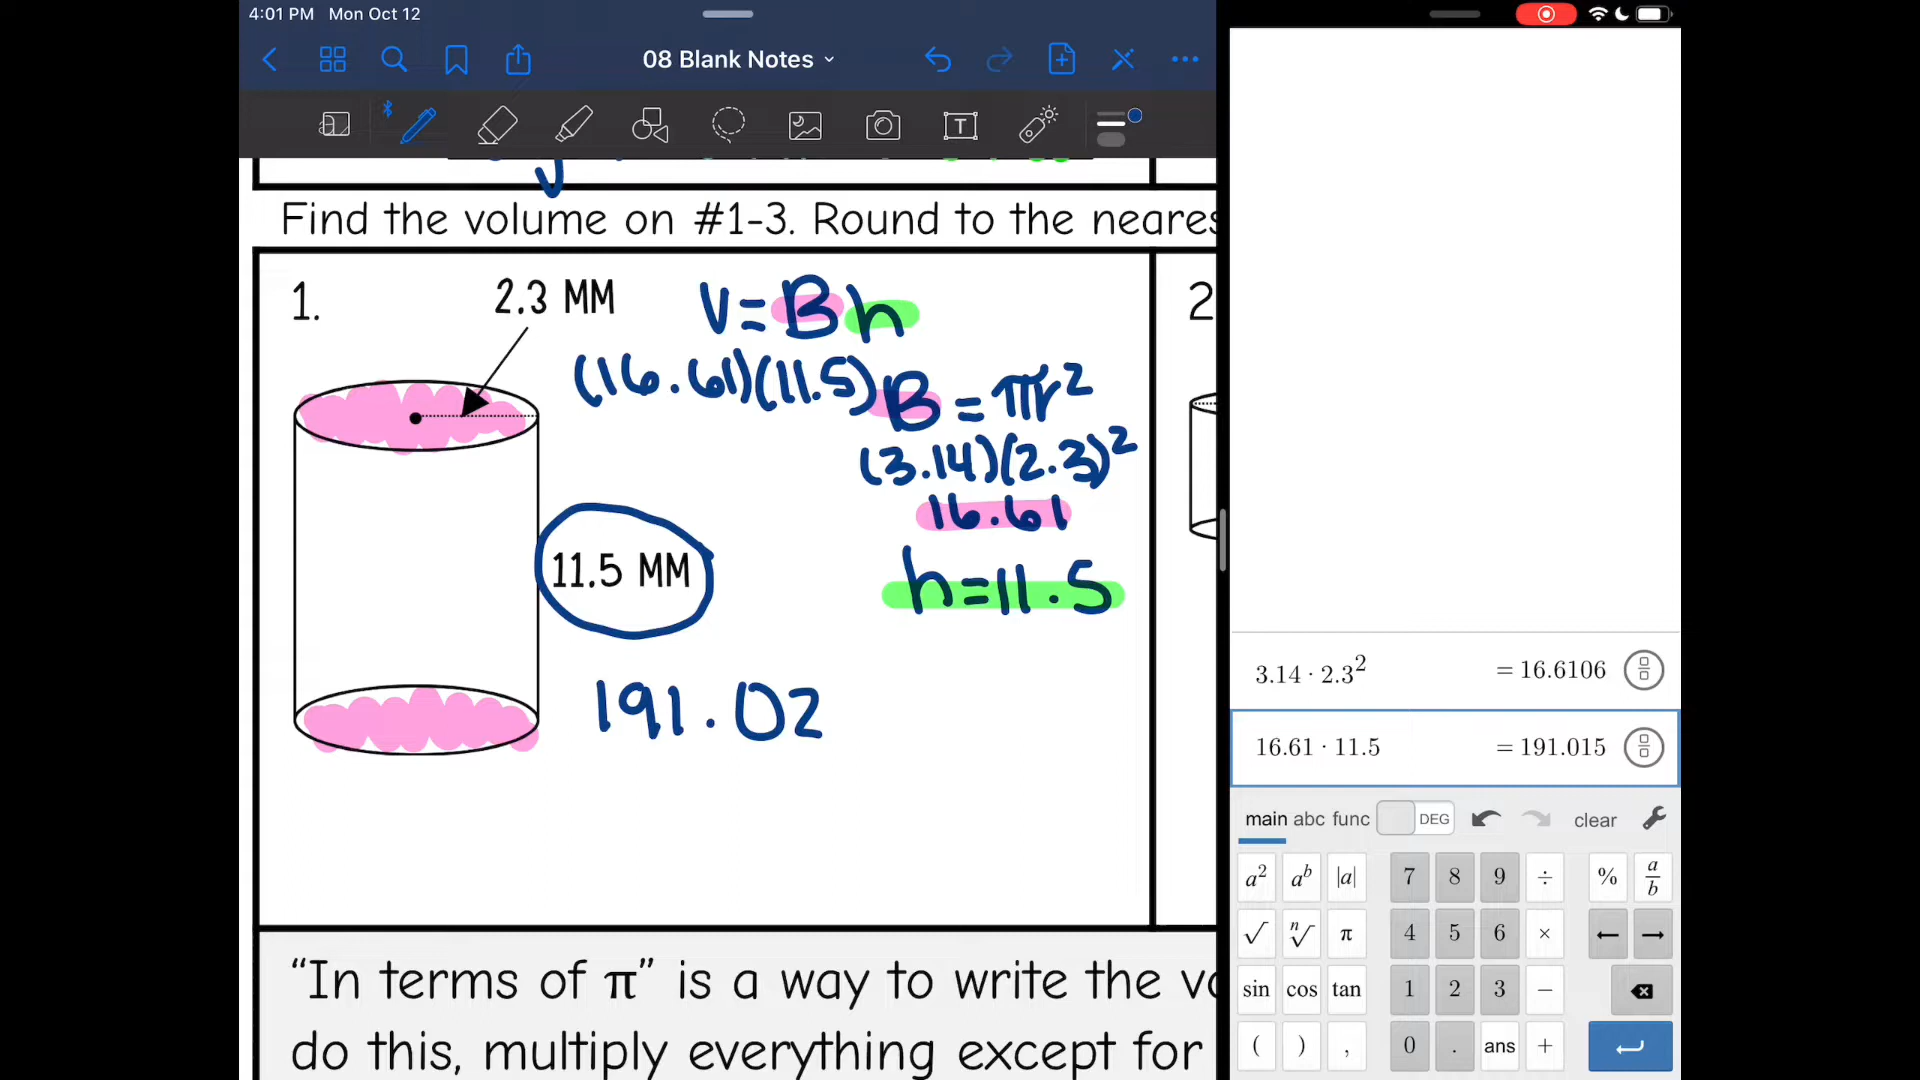 4:01 PM Mon Oct 12
08 Blank Notes
Find the volume on #1-3. Round to the neares
1.
2.3 MM
V=Bh
2
(16.61)(11.5)
B=πr²
(3.14)(2.3)²
16.61
11.5 MM
h=11.5
191.02
"In terms of π" is a way to write the vo
do this, multiply everything except for
3.14 · 2.3² = 16.6106
16.61 · 11.5 = 191.015
main abc func DEG clear
a² aᵇ |a| 7 8 9 ÷ % a/b
√ ⁿ√ π 4 5 6 × ← →
sin cos tan 1 2 3 −
( ) , 0 . ans +